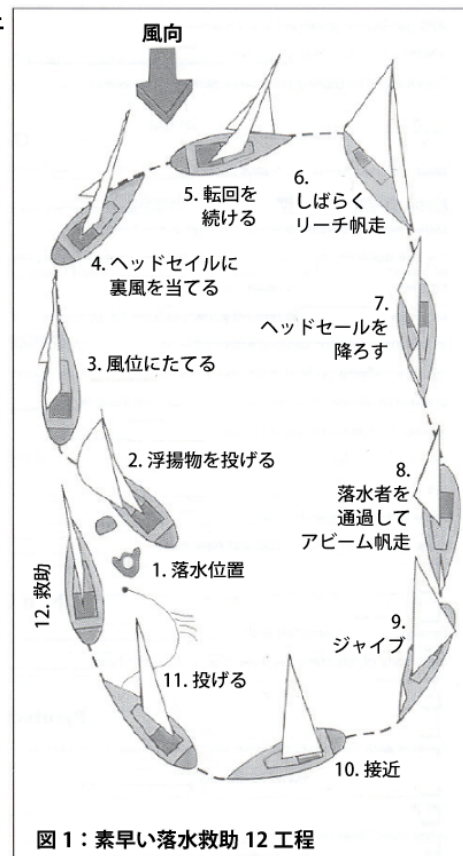 風向
5. 転回を
続ける
6.
しばらく
リーチ帆走
4. ヘッドセイルに
裏風を当てる
7.
ヘッドセールを
降ろす
3. 風位にたてる
2. 浮揚物を投げる
8.
落水者を
通過して
アビーム帆走
1. 落水位置
12. 救助
9.
ジャイブ
11. 投げる
10. 接近
図 1：素早い落水救助 12 工程